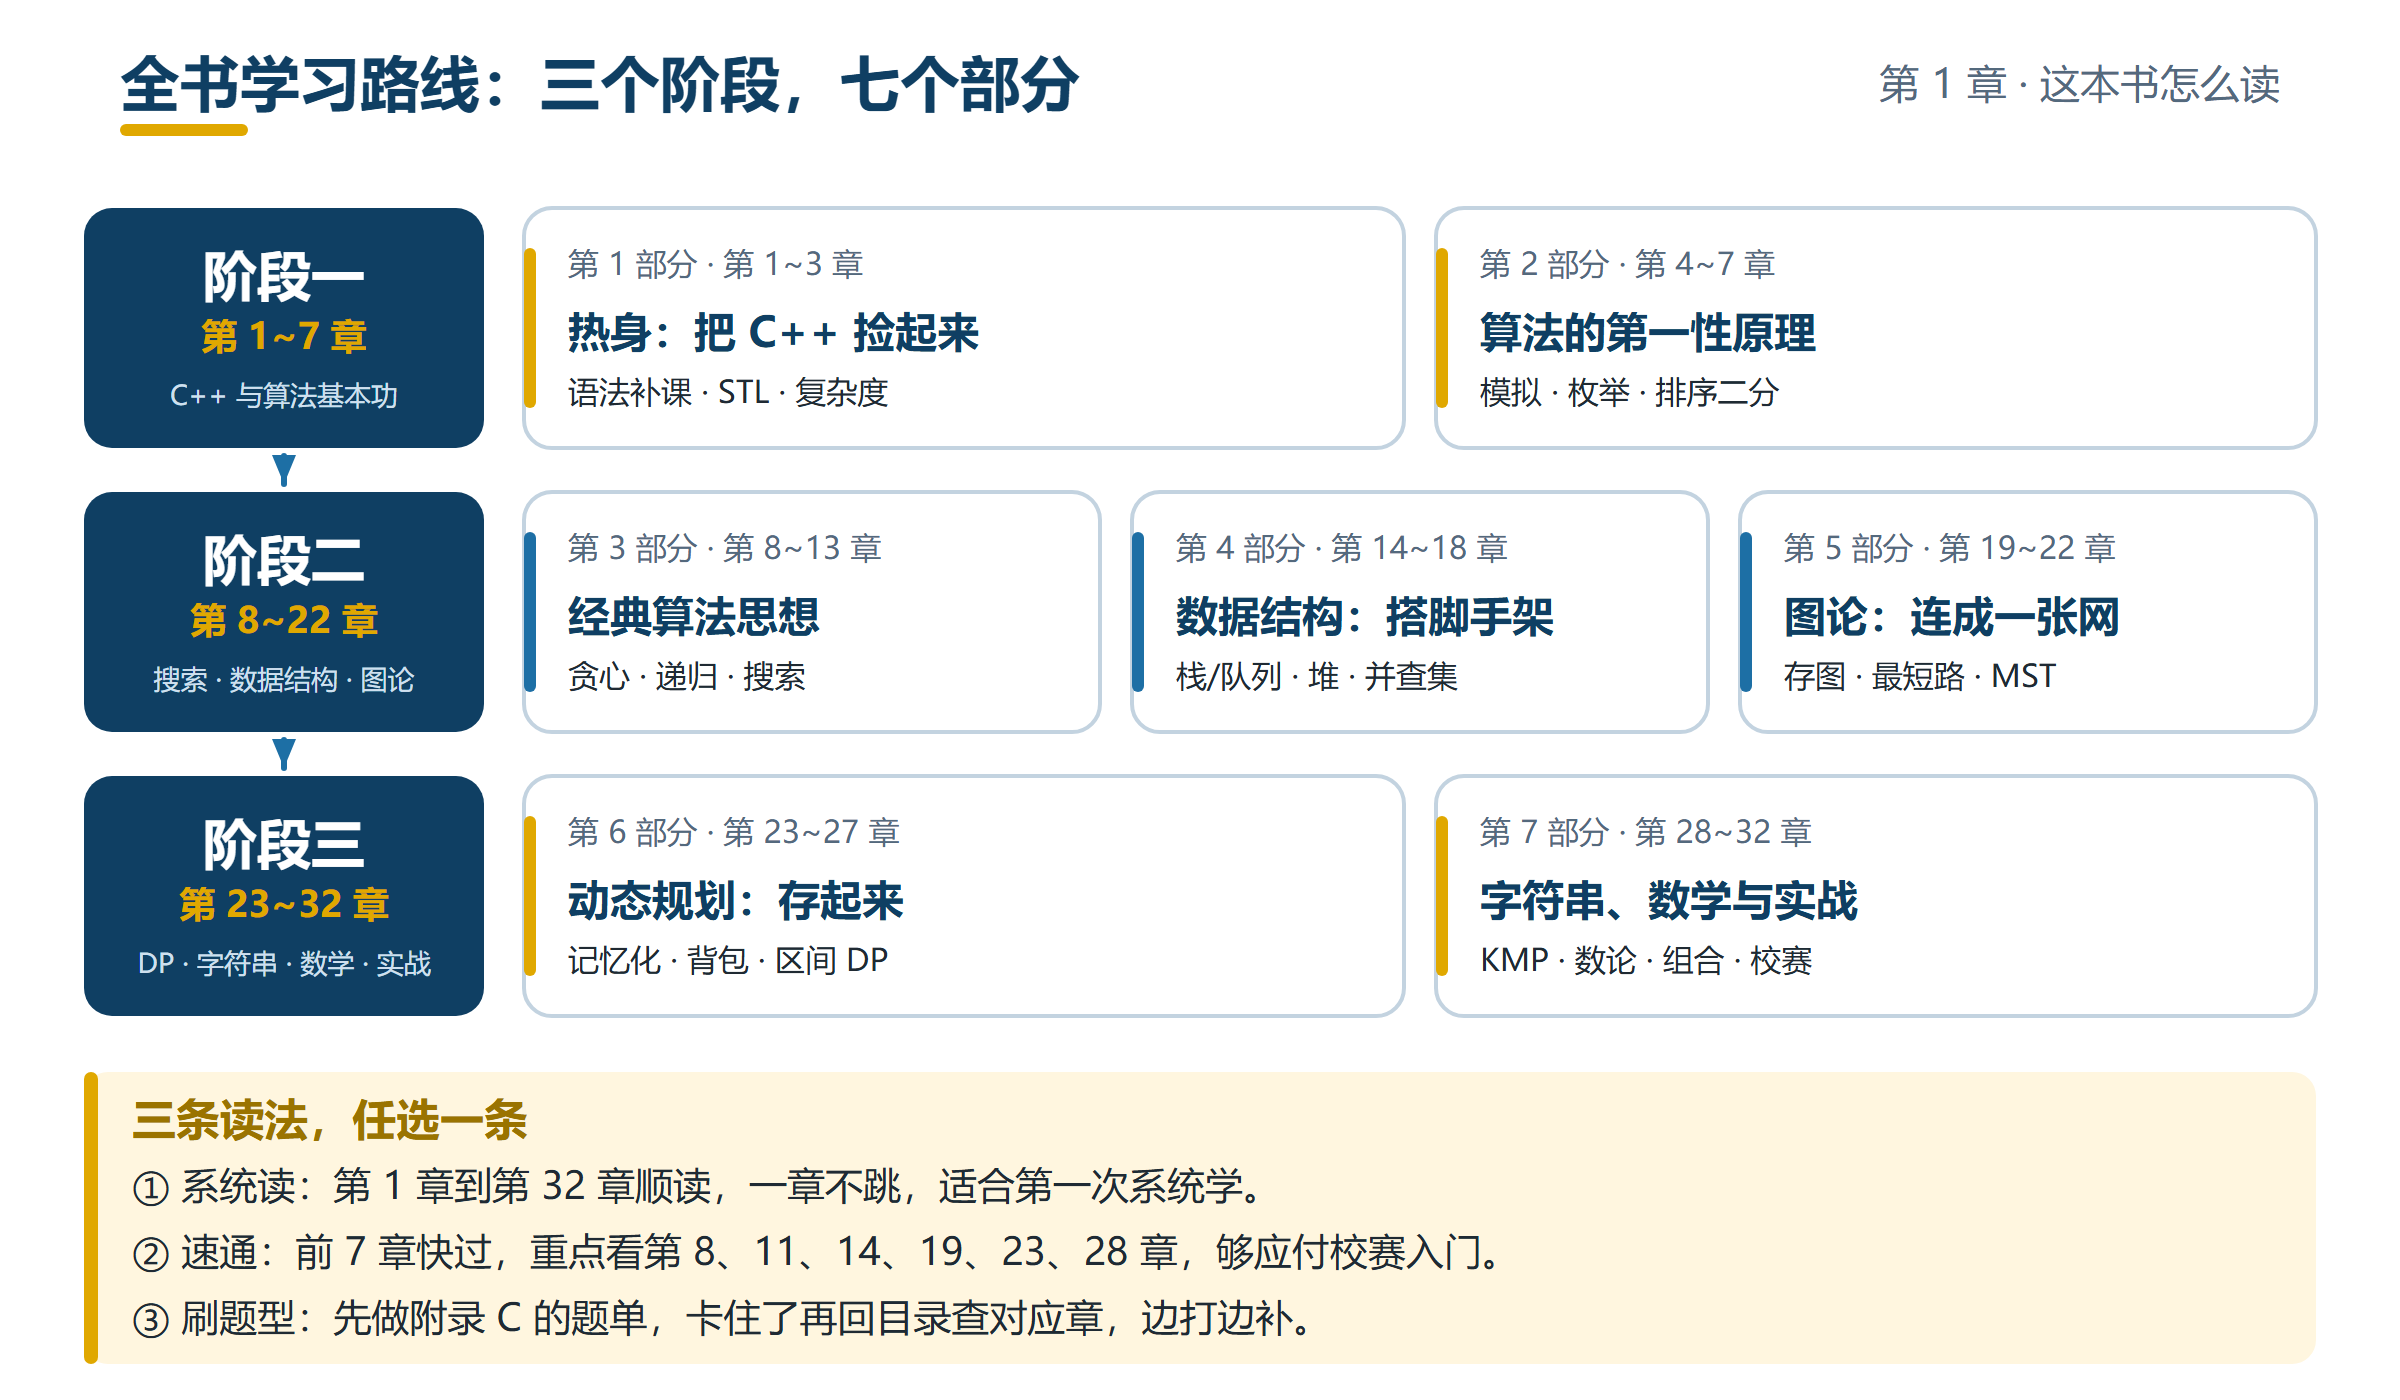 全书学习路线：三个阶段，七个部分
第 1 章 · 这本书怎么读
阶段一
第 1~7 章
C++ 与算法基本功
第 1 部分 · 第 1~3 章
热身：把 C++ 捡起来
语法补课 · STL · 复杂度
第 2 部分 · 第 4~7 章
算法的第一性原理
模拟 · 枚举 · 排序二分
阶段二
第 8~22 章
搜索 · 数据结构 · 图论
第 3 部分 · 第 8~13 章
经典算法思想
贪心 · 递归 · 搜索
第 4 部分 · 第 14~18 章
数据结构：搭脚手架
栈/队列 · 堆 · 并查集
第 5 部分 · 第 19~22 章
图论：连成一张网
存图 · 最短路 · MST
阶段三
第 23~32 章
DP · 字符串 · 数学 · 实战
第 6 部分 · 第 23~27 章
动态规划：存起来
记忆化 · 背包 · 区间 DP
第 7 部分 · 第 28~32 章
字符串、数学与实战
KMP · 数论 · 组合 · 校赛
三条读法，任选一条
① 系统读：第 1 章到第 32 章顺读，一章不跳，适合第一次系统学。
② 速通：前 7 章快过，重点看第 8、11、14、19、23、28 章，够应付校赛入门。
③ 刷题型：先做附录 C 的题单，卡住了再回目录查对应章，边打边补。